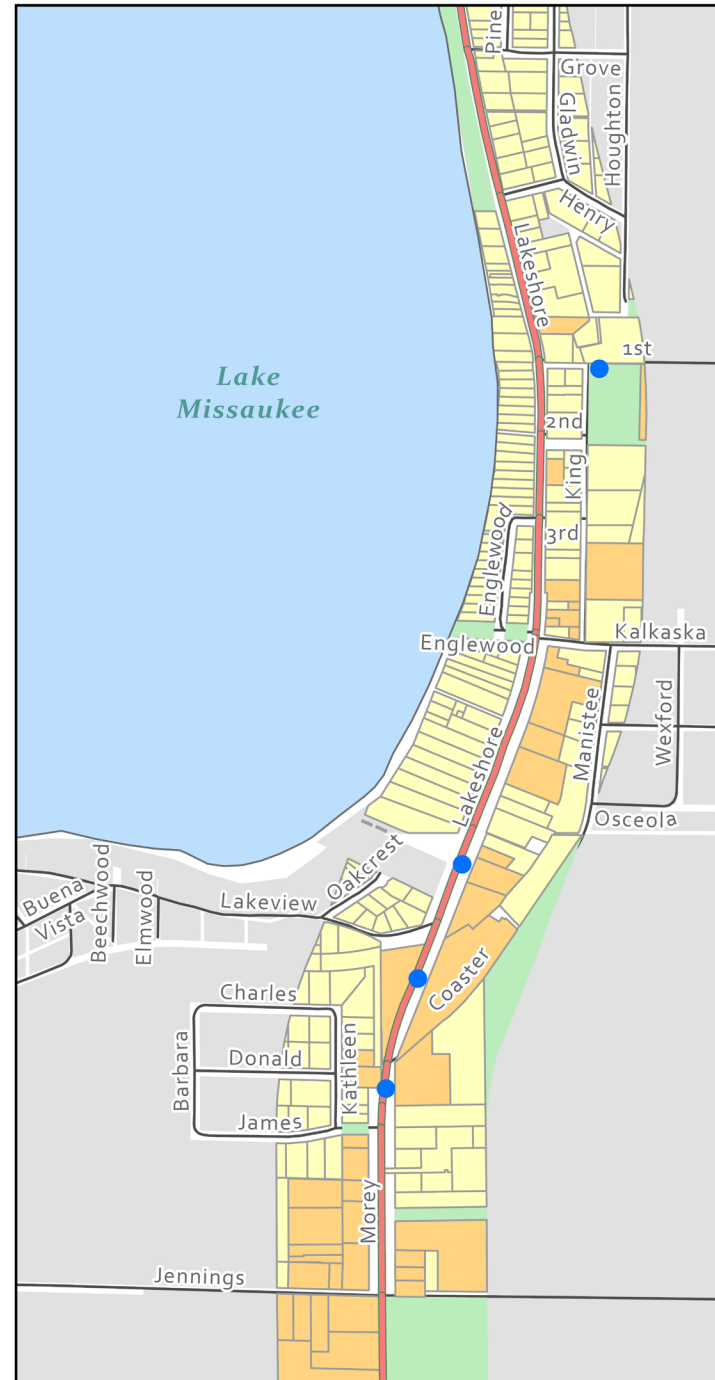 Pine
Grove
Gladwin
Houghton
Henry
Lakeshore
1st
Lake
Missaukee
2nd
King
3rd
Englewood
Englewood
Kalkaska
Manistee
Wexford
Lakeshore
Osceola
Oakcrest
Buena
Vista
Beechwood
Elmwood
Lakeview
Coaster
Charles
Barbara
Donald
Kathleen
James
Morey
Jennings